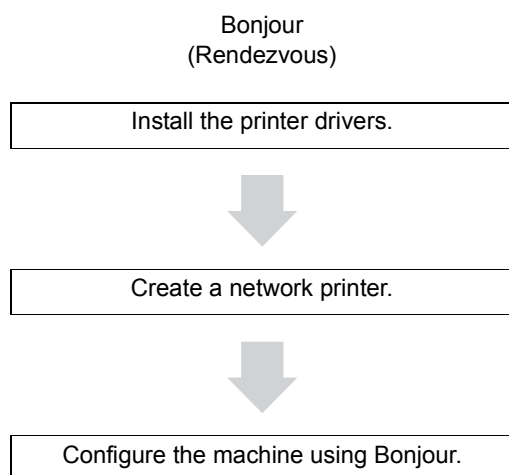 Bonjour
(Rendezvous)
Install the printer drivers.
Create a network printer.
Configure the machine using Bonjour.